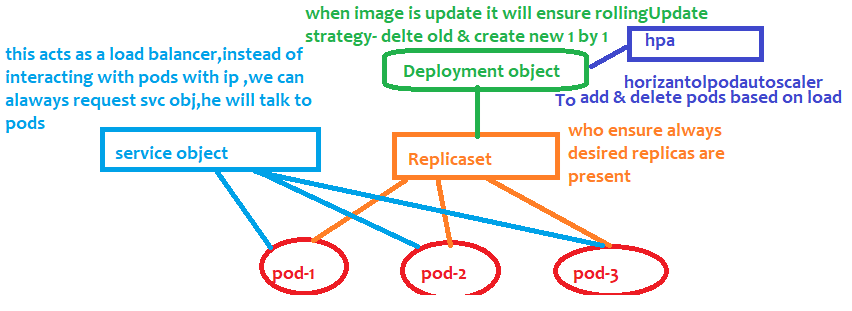 when image is update it will ensure rollingUpdate
strategy- delte old & create new 1 by 1
hpa
this acts as a load balancer,instead of
interacting with pods with ip ,we can
alaways request svc obj,he will talk to
pods
Deployment object
horizantolpodautoscaler
To add & delete pods based on load
service object
Replicaset
who ensure always
desired replicas are
present
pod-1
pod-2
pod-3